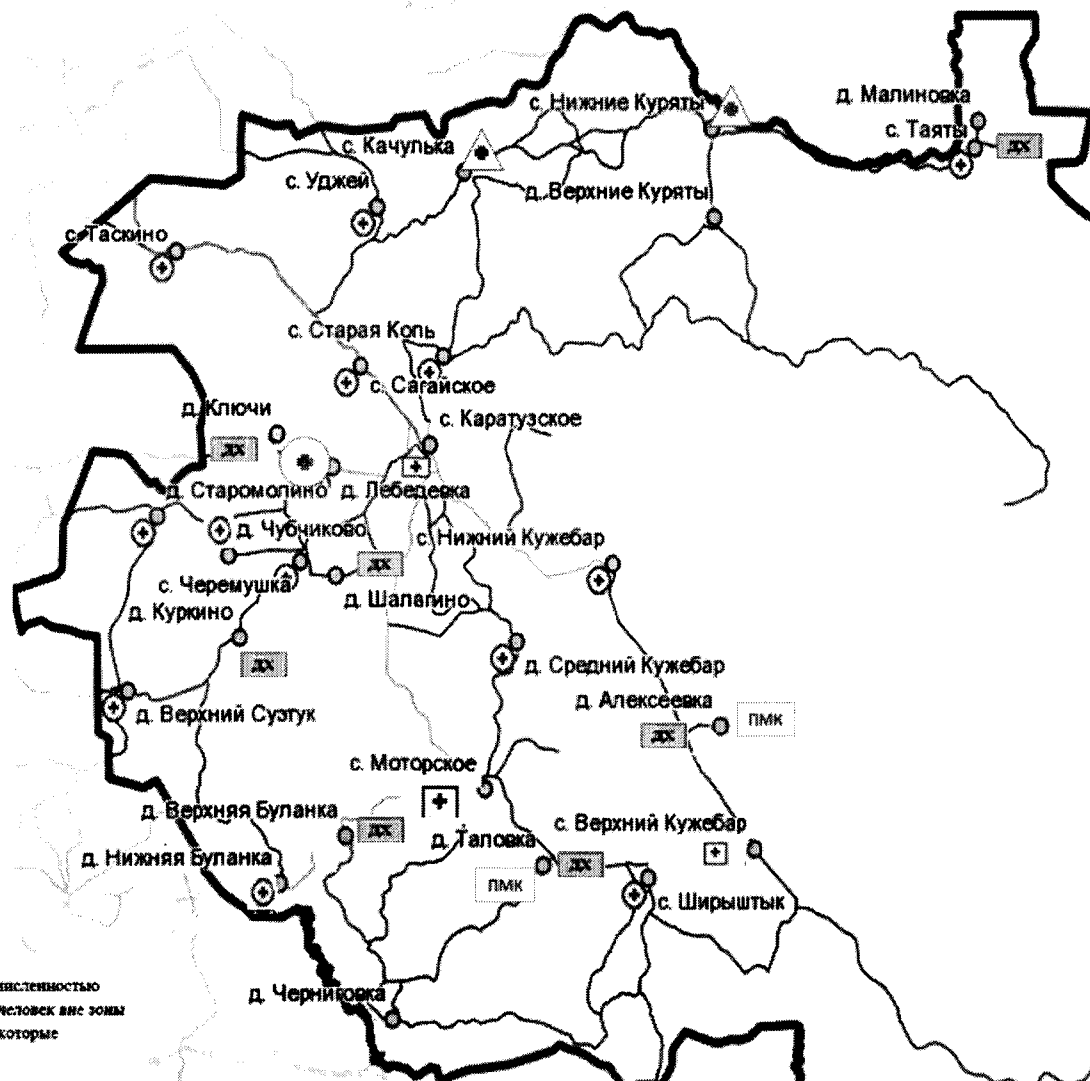 с. Нижние Куряты
д. Малиновка
с. Таяты
ДХ
с. Качулька
с. Уджей
д. Верхние Куряты
с. Таскино
с. Старая Копь
с. Сагайское
д. Ключи
с. Каратузское
ДХ
д. Старомолино
д. Лебедевка
д. Чубчиково
с. Нижний Кужебар
ДХ
с. Черемушка
д. Шалагино
д. Куркино
ДХ
д. Средний Кужебар
д. Алексеевка
ПМК
ДХ
д. Верхний Суэтук
с. Моторское
д. Верхняя Буланка
ДХ
д. Таловка
с. Верхний Кужебар
д. Нижняя Буланка
ПМК
ДХ
с. Ширыштык
д. Черниговка
численностью
человек вне зоны
которые